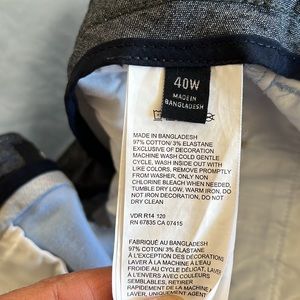 40W
MADE IN
BANGLADESH
MADE IN BANGLADESH
97% COTTON/ 3% ELASTANE
EXCLUSIVE OF DECORATION
MACHINE WASH COLD GENTLE
CYCLE, WASH INSIDE OUT WITH
LIKE COLORS, REMOVE PROMPTLY
FROM WASHER, ONLY NON
CHLORINE BLEACH WHEN NEEDED,
TUMBLE DRY LOW, WARM IRON, DO
NOT IRON DECORATION, DO NOT
DRY CLEAN
VDR R14 120
RN 67835 CA 07415
FABRIQUÉ AU BANGLADESH
97% COTON/ 3% ÉLASTHANNE
À L'EXCEPTION DES DÉCORATIONS
LAVER À LA MACHINE À L'EAU
FROIDE AU CYCLE DÉLICAT, LAVER
À L'ENVERS, UNIQUEMENT AVEC
SEMBLABLES, RETIRER
RAPIDEMENT DE LA MACHINE À
LAVER, UNIQUEMENT AGENT